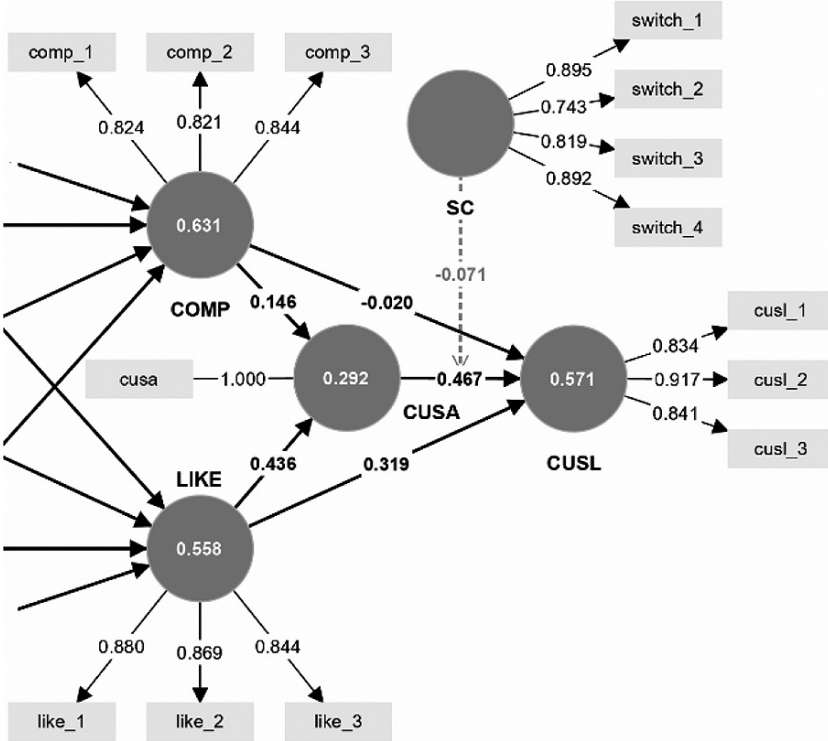 switch_1
comp_1 comp_2 comp_3
0.895
switch_2
0.743
0.824 0.821 0.844
0.819
switch_3
0.892
SC
switch_4
0.631
-0.071
COMP
0.146
-0.020
cusl_1
0.834
cusa
1.000
0.292
0.467
0.571
0.917
cusl_2
CUSA
0.841
cusl_3
LIKE
0.436
0.319
CUSL
0.558
0.880 0.869 0.844
like_1 like_2 like_3